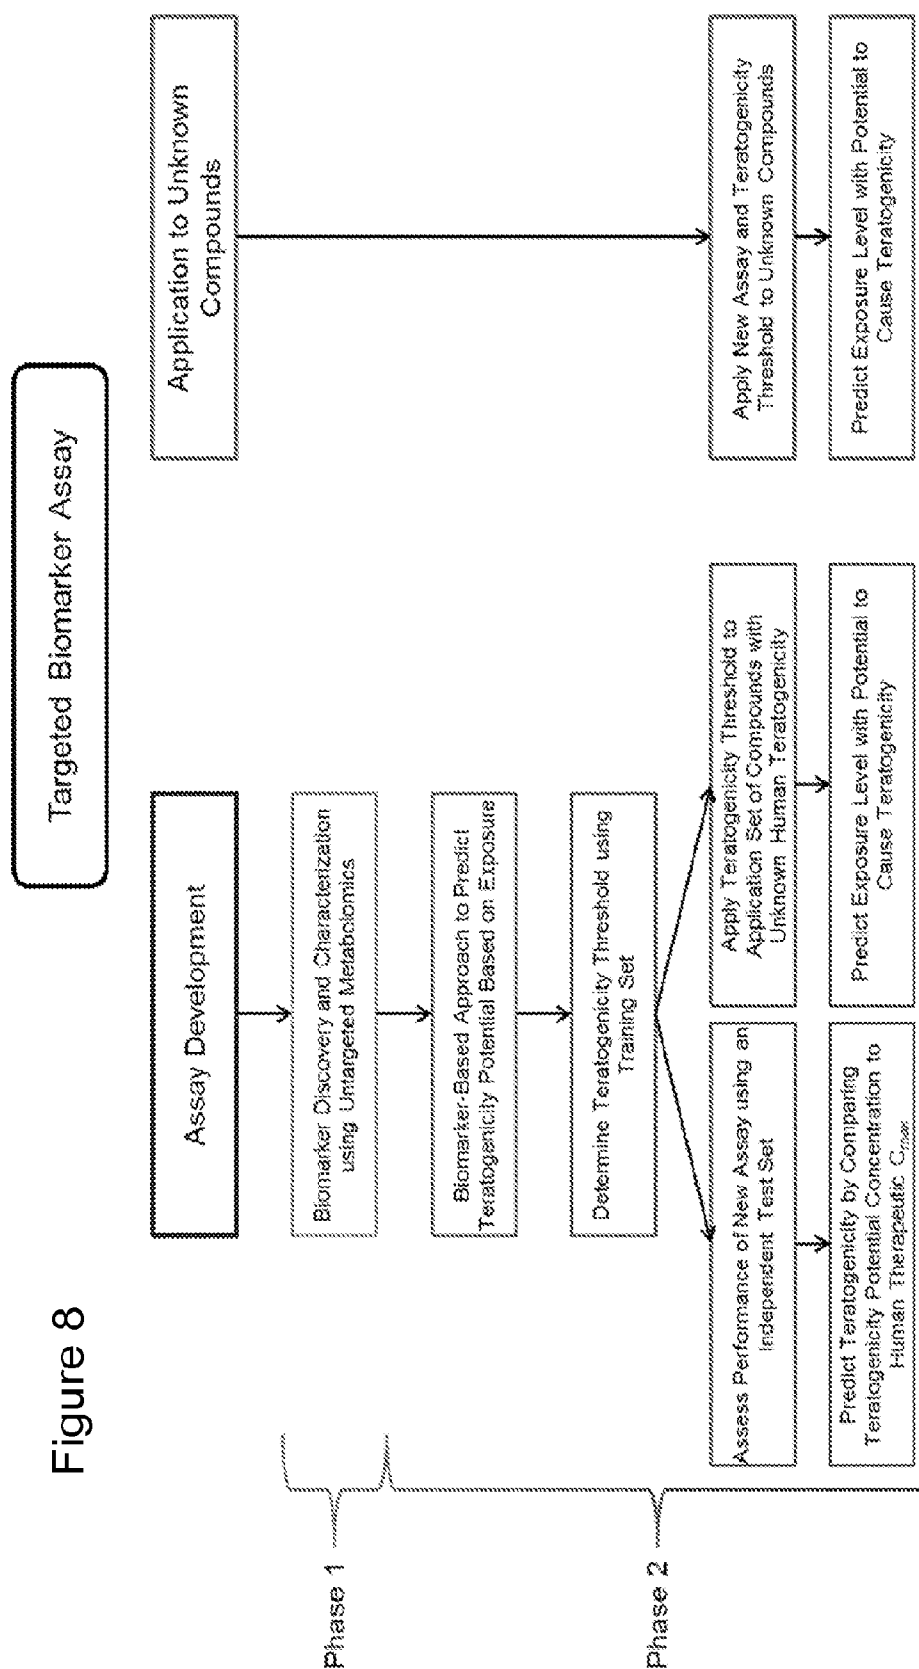 Figure 8
Targeted Biomarker Assay
Assay Development
Application to Unknown
Compounds
Phase 1
Biomarker Discovery and Characterization
using Untargeted Metabolomics
Phase 2
Biomarker-Based Approach to Predict
Teratogenicity Potential Based on Exposure
Determine Teratogenicity Threshold using
Training Set
Assess Performance of New Assay using an
Independent Test Set
Apply Teratogenicity Threshold to
Application Set of Compounds with
Unknown Human Teratogenicity
Apply New Assay and Teratogenicity
Threshold to Unknown Compounds
Predict Teratogenicity by Comparing
Teratogenicity Potential Concentration to
Human Therapeutic Cmax
Predict Exposure Level with Potential to
Cause Teratogenicity
Predict Exposure Level with Potential to
Cause Teratogenicity